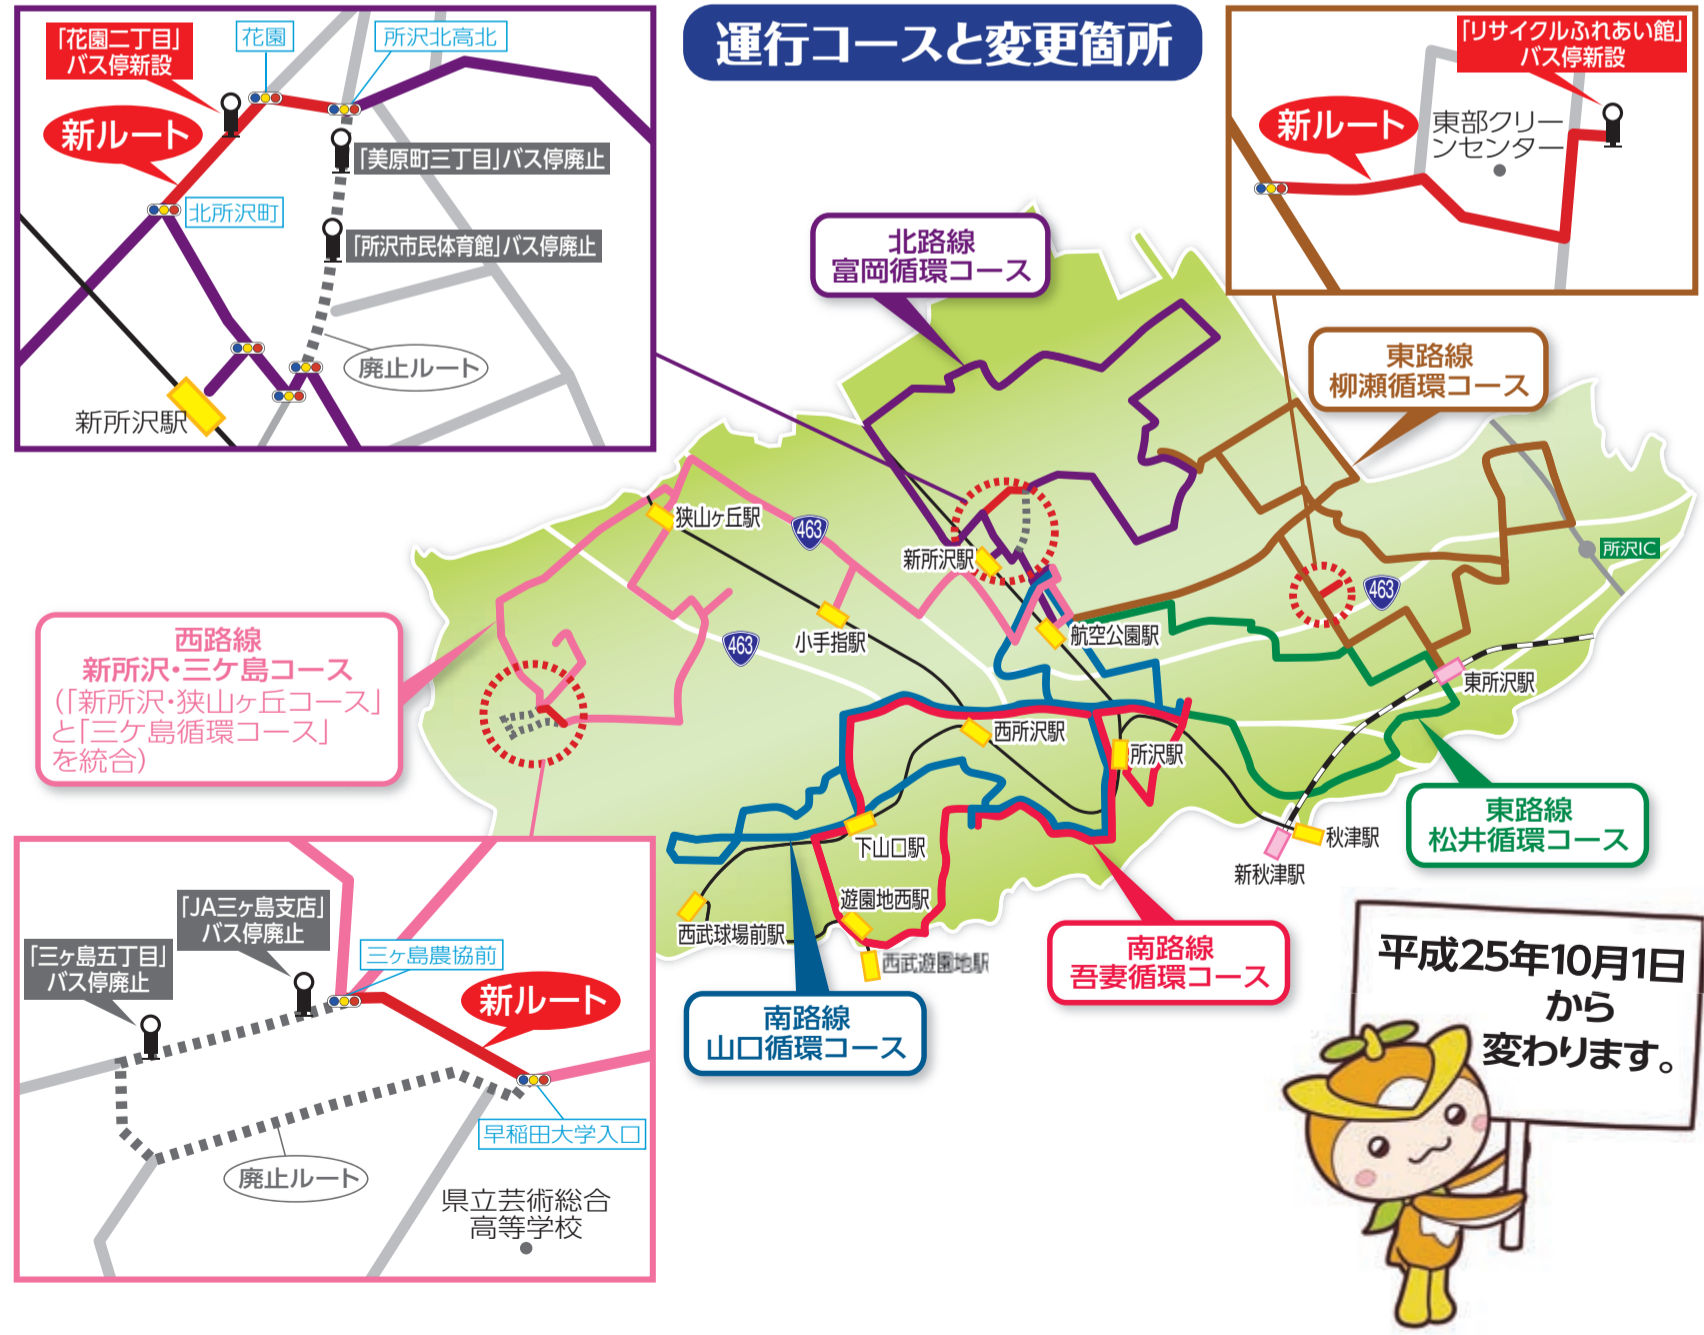 運行コースと変更箇所
「花園二丁目」
バス停新設
花園
所沢北高北
新ルート
「美原町三丁目」バス停廃止
北所沢町
「所沢市民体育館」バス停廃止
廃止ルート
新所沢駅
「リサイクルふれあい館」
バス停新設
新ルート
東部クリー
ンセンター
北路線
富岡循環コース
東路線
柳瀬循環コース
狭山ヶ丘駅
463
新所沢駅
所沢IC
463
小手指駅
463
航空公園駅
東所沢駅
西路線
新所沢・三ケ島コース
(「新所沢・狭山ヶ丘コース」
と「三ケ島循環コース」
を統合)
西所沢駅
所沢駅
東路線
松井循環コース
下山口駅
秋津駅
新秋津駅
遊園地西駅
西武球場前駅
西武遊園地駅
南路線
吾妻循環コース
南路線
山口循環コース
「JA三ヶ島支店」
バス停廃止
「三ヶ島五丁目」
バス停廃止
三ヶ島農協前
新ルート
早稲田大学入口
廃止ルート
県立芸術総合
高等学校
平成25年10月1日
から
変わります。